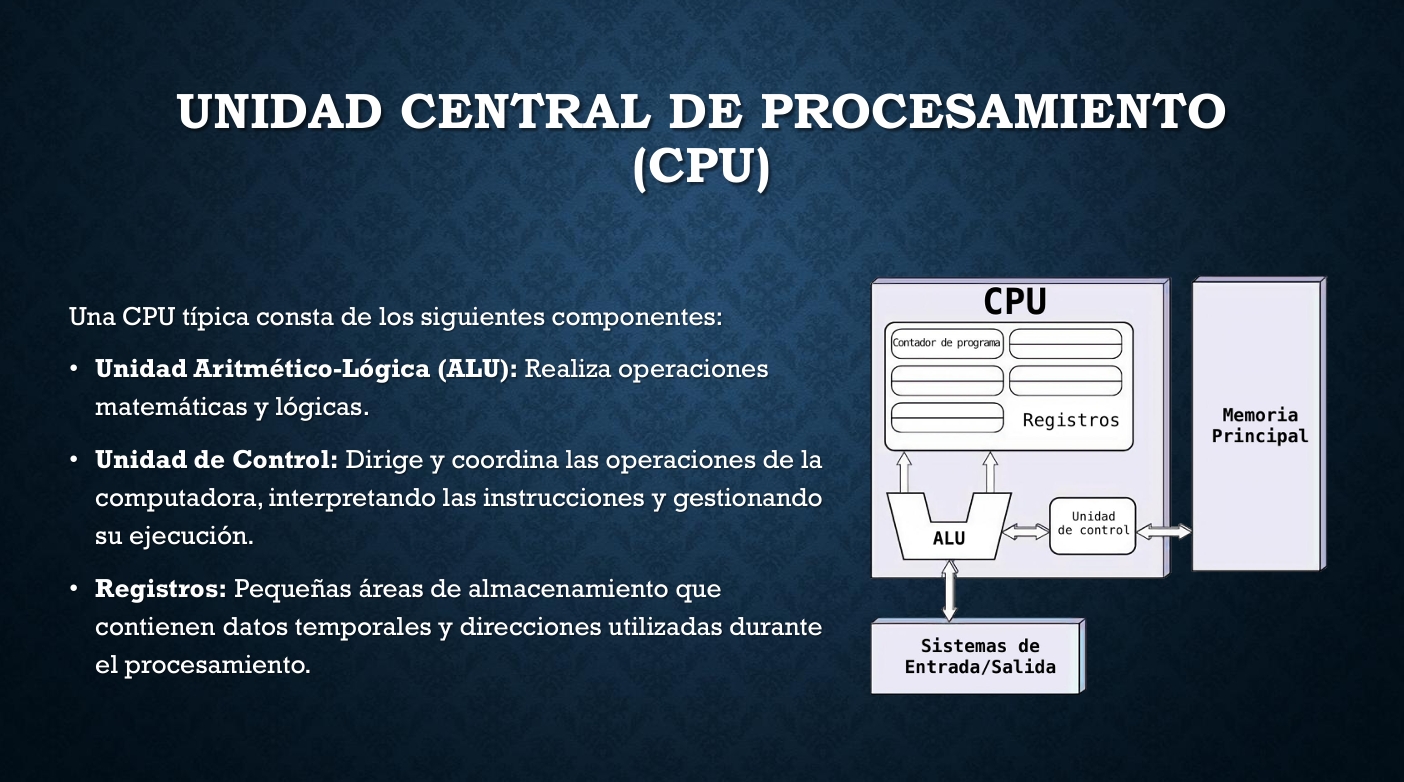 UNIDAD CENTRAL DE PROCESAMIENTO
(CPU)
Una CPU típica consta de los siguientes componentes:
• Unidad Aritmético-Lógica (ALU): Realiza operaciones
matemáticas y lógicas.
• Unidad de Control: Dirige y coordina las operaciones de la
computadora, interpretando las instrucciones y gestionando
su ejecución.
• Registros: Pequeñas áreas de almacenamiento que
contienen datos temporales y direcciones utilizadas durante
el procesamiento.
CPU
Contador de programa
Registros
ALU
Unidad
de control
Memoria
Principal
Sistemas de
Entrada/Salida